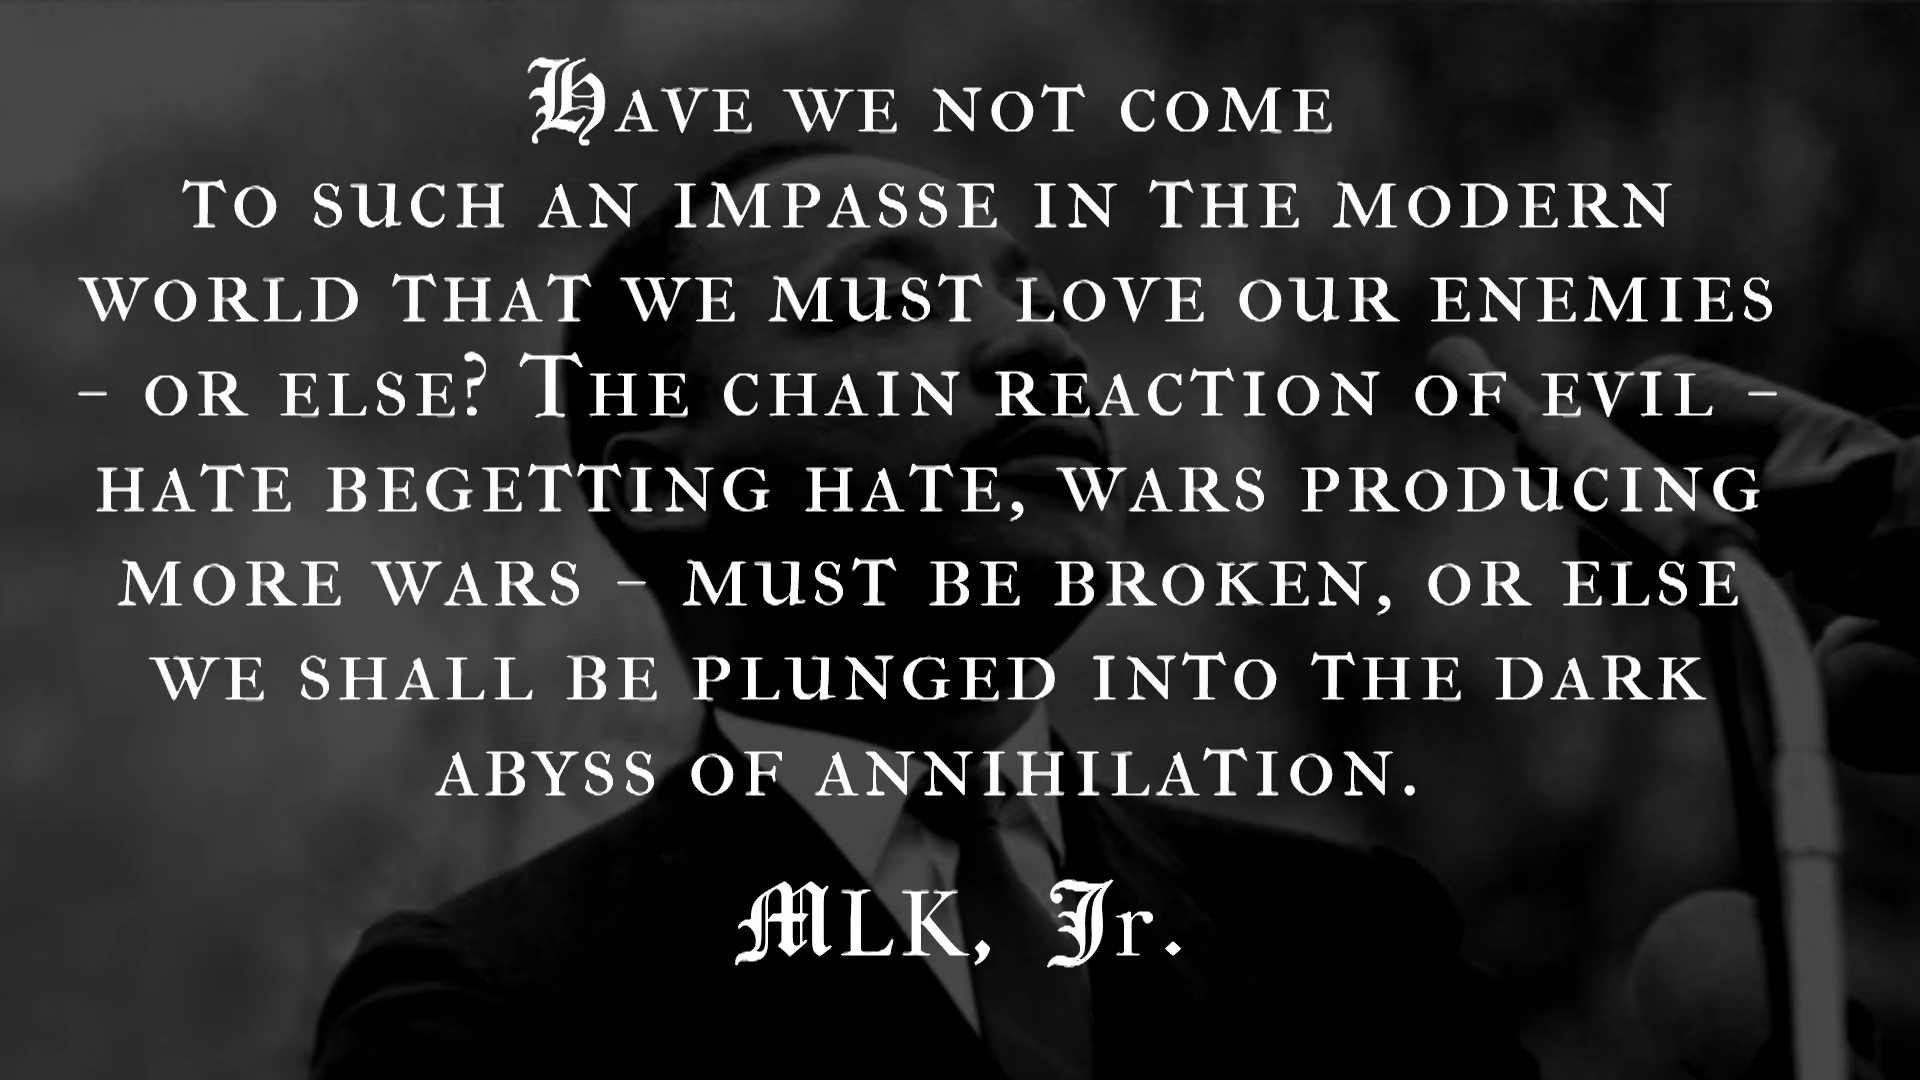 Have we not come
to such an impasse in the modern
world that we must love our enemies
– or else? The chain reaction of evil –
hate begetting hate, wars producing
more wars – must be broken, or else
we shall be plunged into the dark
abyss of annihilation.
MLK, Jr.